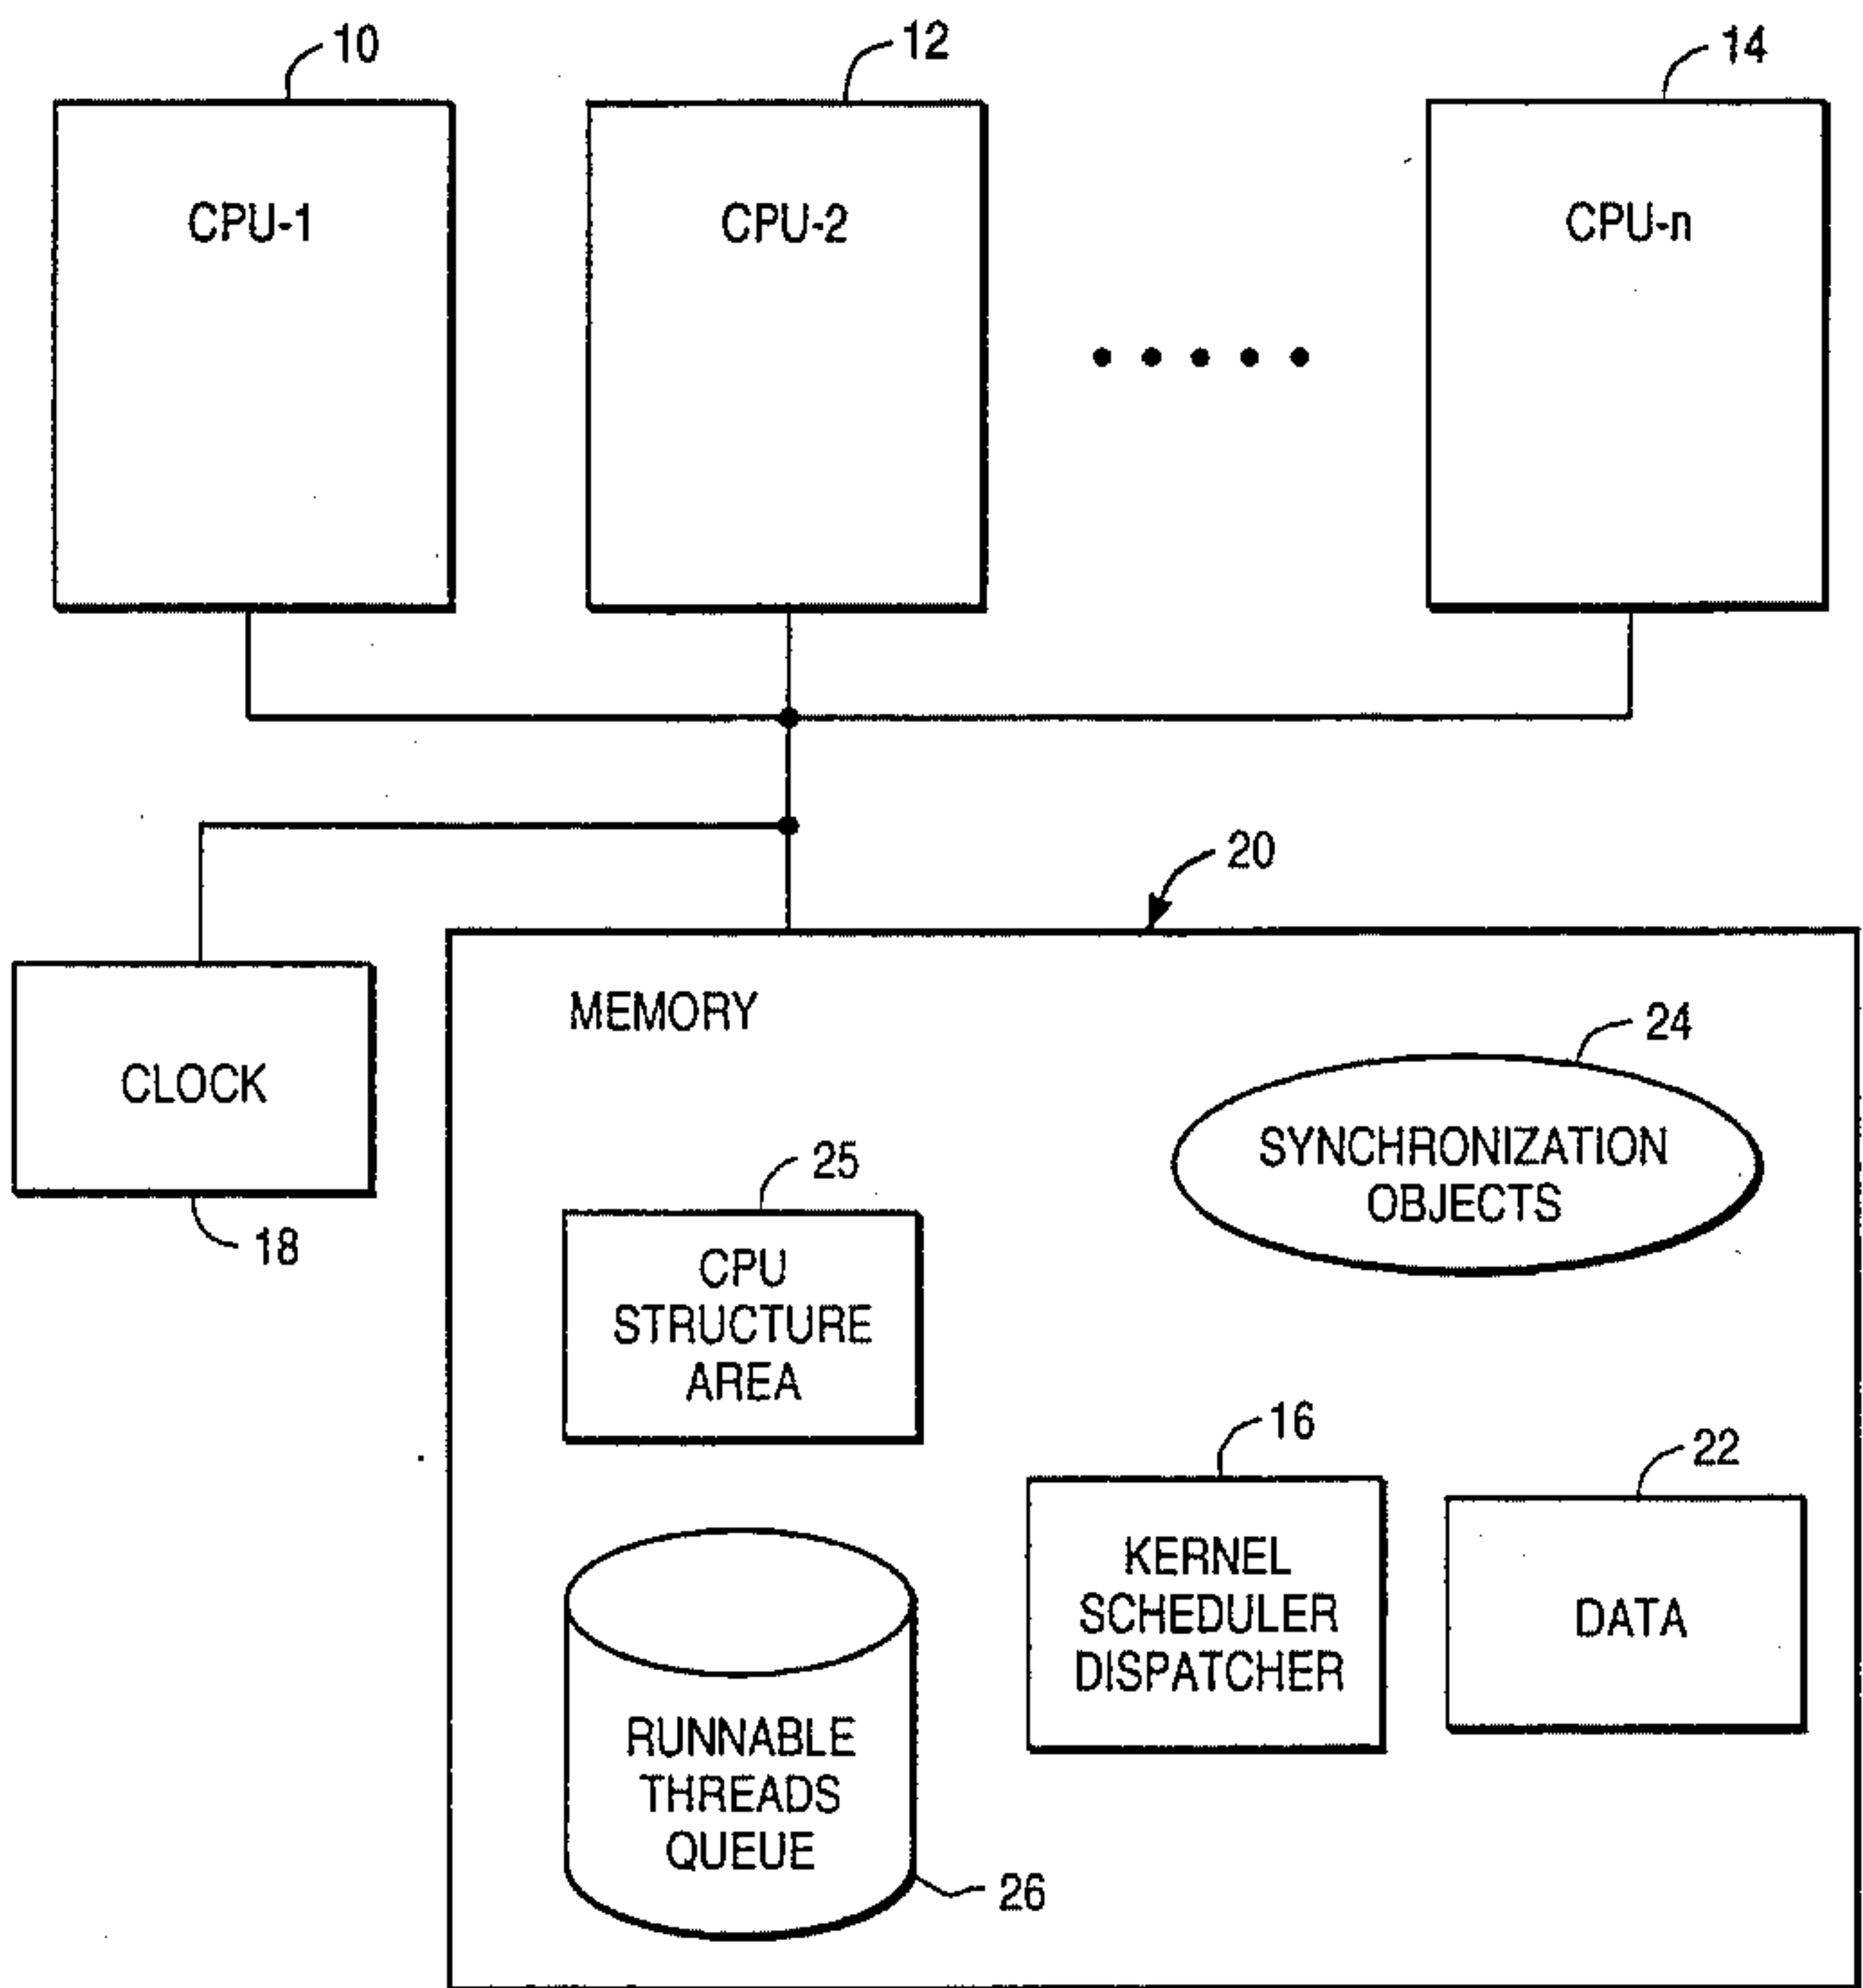 10
12
14
CPU-1
CPU-2
CPU-n
20
MEMORY
24
CLOCK
SYNCHRONIZATION
OBJECTS
25
18
CPU
STRUCTURE
AREA
16
22
KERNEL
SCHEDULER
DISPATCHER
DATA
RUNNABLE
THREADS
QUEUE
26